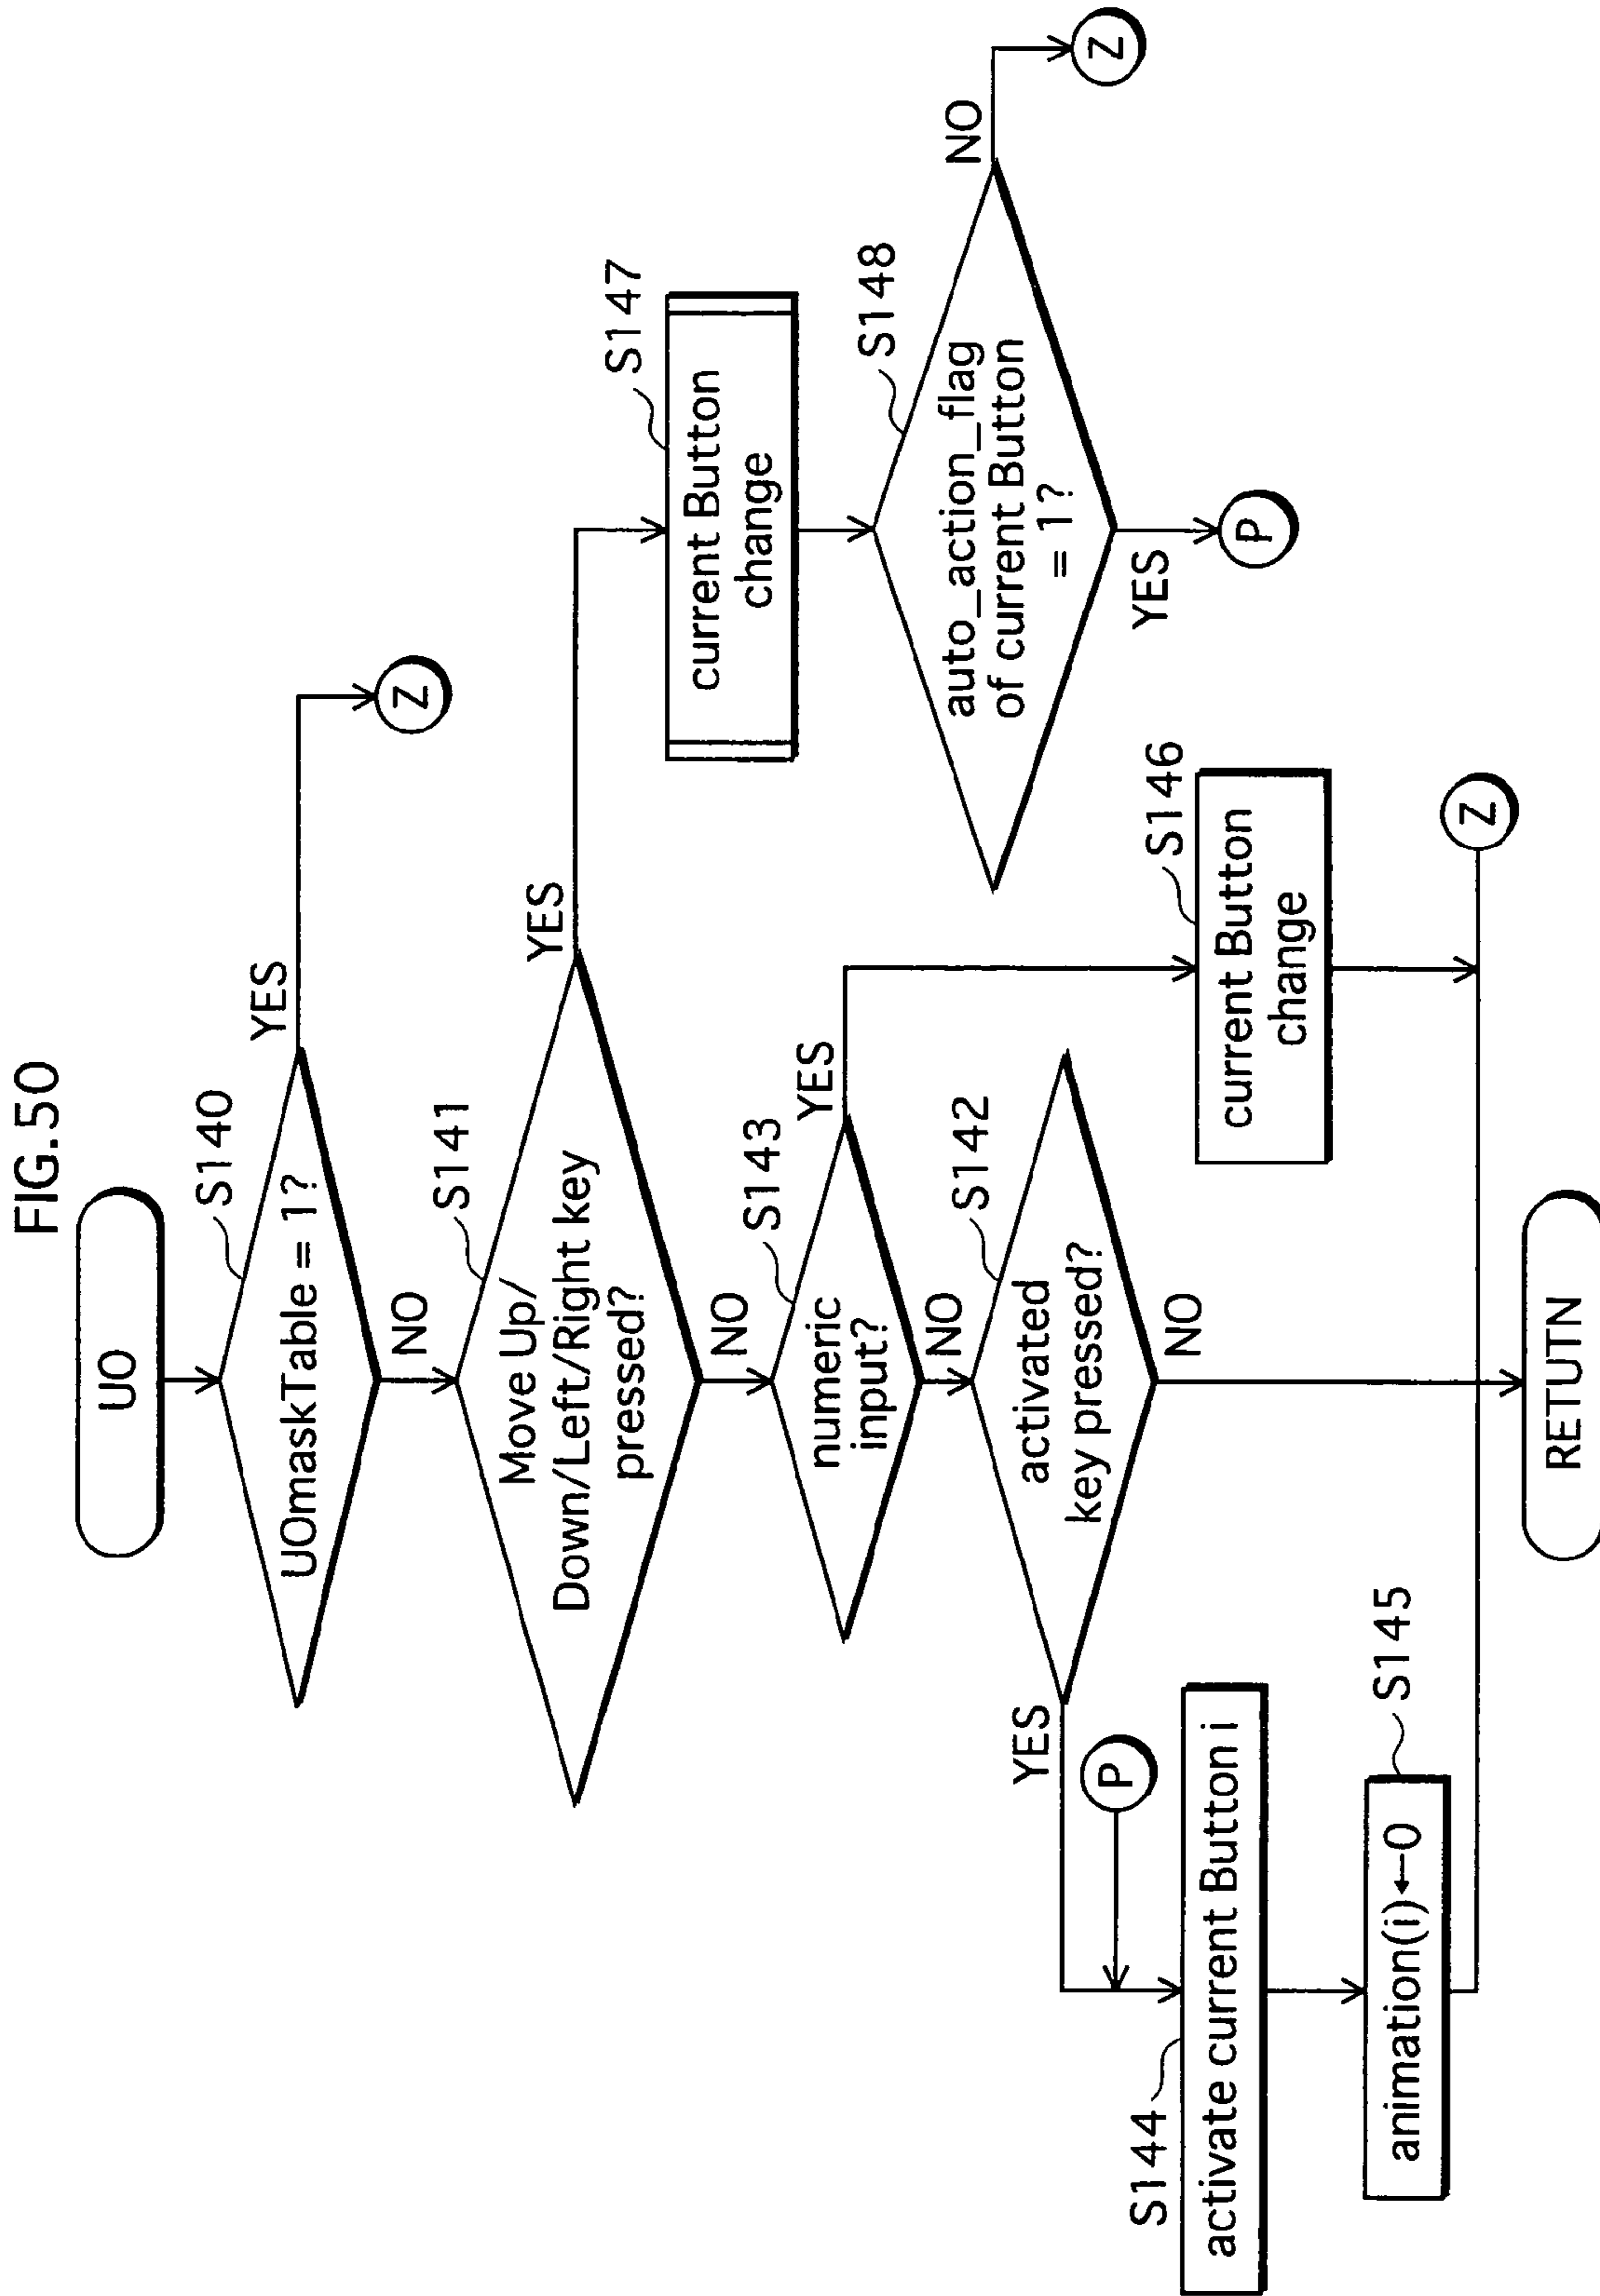 FIG.50
UO
S140
UOmaskTable = 1?
YES
Z
NO
S141
Move Up/
Down/Left/Right key
pressed?
YES
NO
S147
current Button
change
S148
auto_action_flag
of current Button
= 1?
NO
Z
YES
P
S143
numeric
input?
YES
NO
S146
current Button
change
Z
S142
activated
key pressed?
YES
NO
P
S144
activate current Button i
S145
animation(i)←0
RETUTN